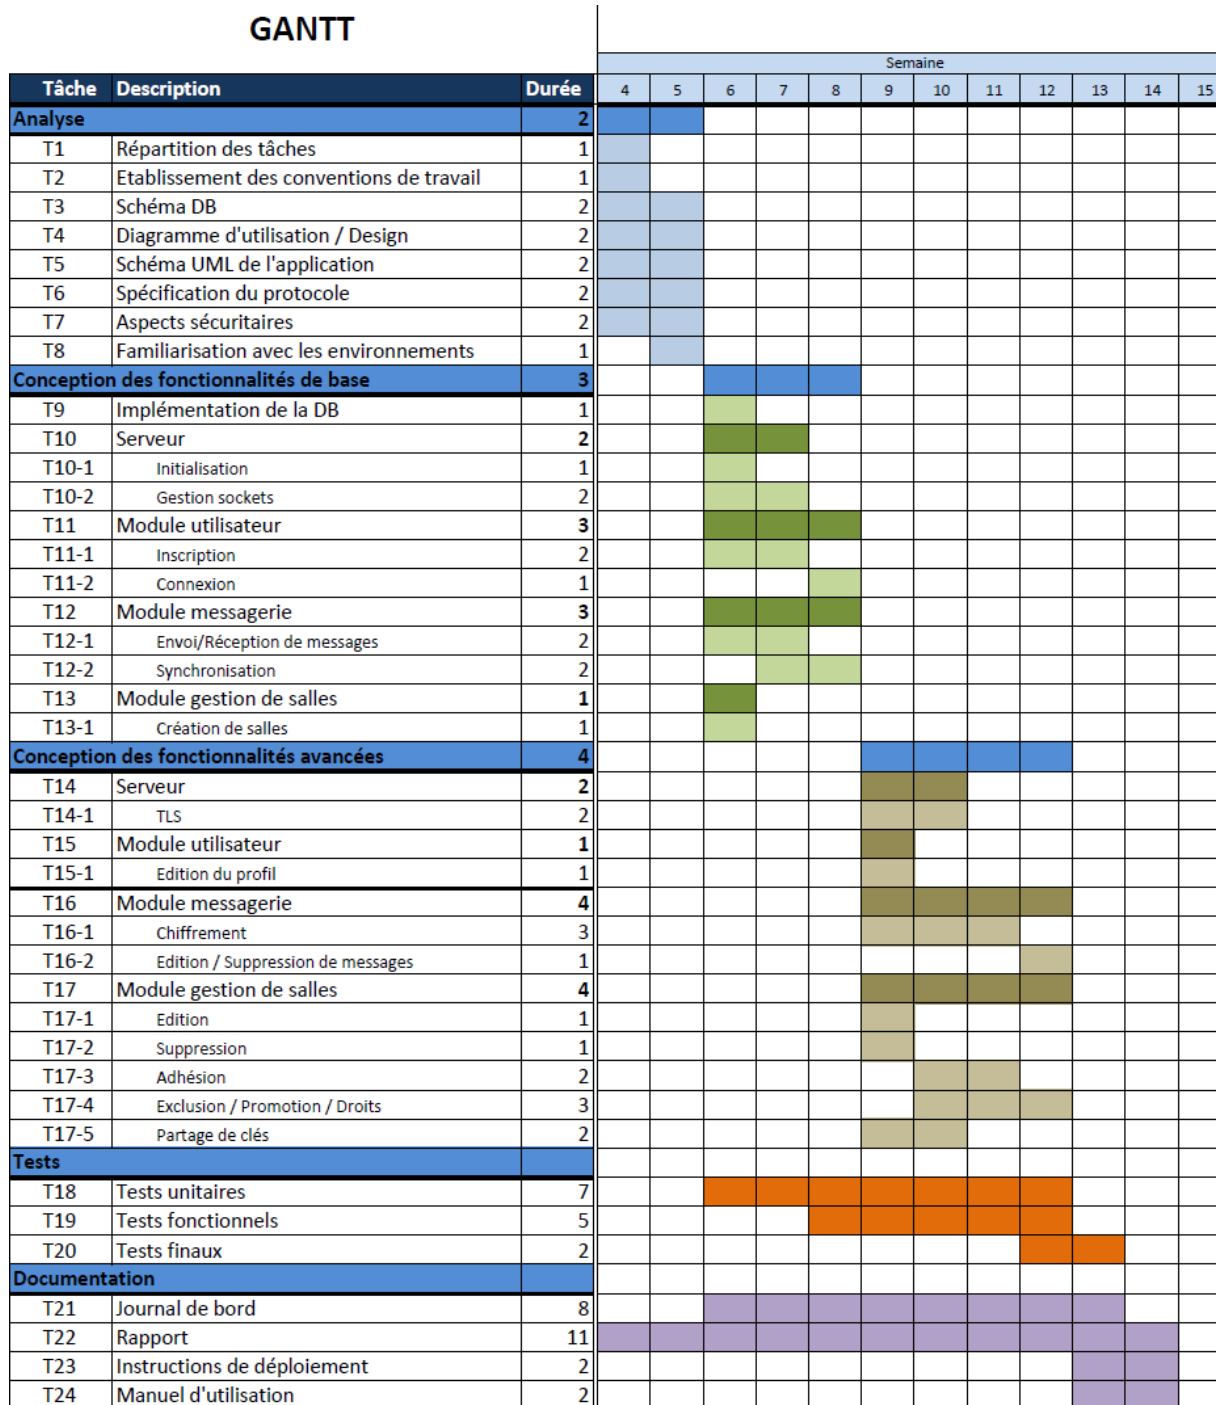 GANTT
Semaine
Tâche Description Durée 4 5 6 7 8 9 10 11 12 13 14 15
Analyse 2
T1 Répartition des tâches 1
T2 Etablissement des conventions de travail 1
T3 Schéma DB 2
T4 Diagramme d'utilisation / Design 2
T5 Schéma UML de l'application 2
T6 Spécification du protocole 2
T7 Aspects sécuritaires 2
T8 Familiarisation avec les environnements 1
Conception des fonctionnalités de base 3
T9 Implémentation de la DB 1
T10 Serveur 2
T10-1 Initialisation 1
T10-2 Gestion sockets 2
T11 Module utilisateur 3
T11-1 Inscription 2
T11-2 Connexion 1
T12 Module messagerie 3
T12-1 Envoi/Réception de messages 2
T12-2 Synchronisation 2
T13 Module gestion de salles 1
T13-1 Création de salles 1
Conception des fonctionnalités avancées 4
T14 Serveur 2
T14-1 TLS 2
T15 Module utilisateur 1
T15-1 Edition du profil 1
T16 Module messagerie 4
T16-1 Chiffrement 3
T16-2 Edition / Suppression de messages 1
T17 Module gestion de salles 4
T17-1 Edition 1
T17-2 Suppression 1
T17-3 Adhésion 2
T17-4 Exclusion / Promotion / Droits 3
T17-5 Partage de clés 2
Tests
T18 Tests unitaires 7
T19 Tests fonctionnels 5
T20 Tests finaux 2
Documentation
T21 Journal de bord 8
T22 Rapport 11
T23 Instructions de déploiement 2
T24 Manuel d'utilisation 2